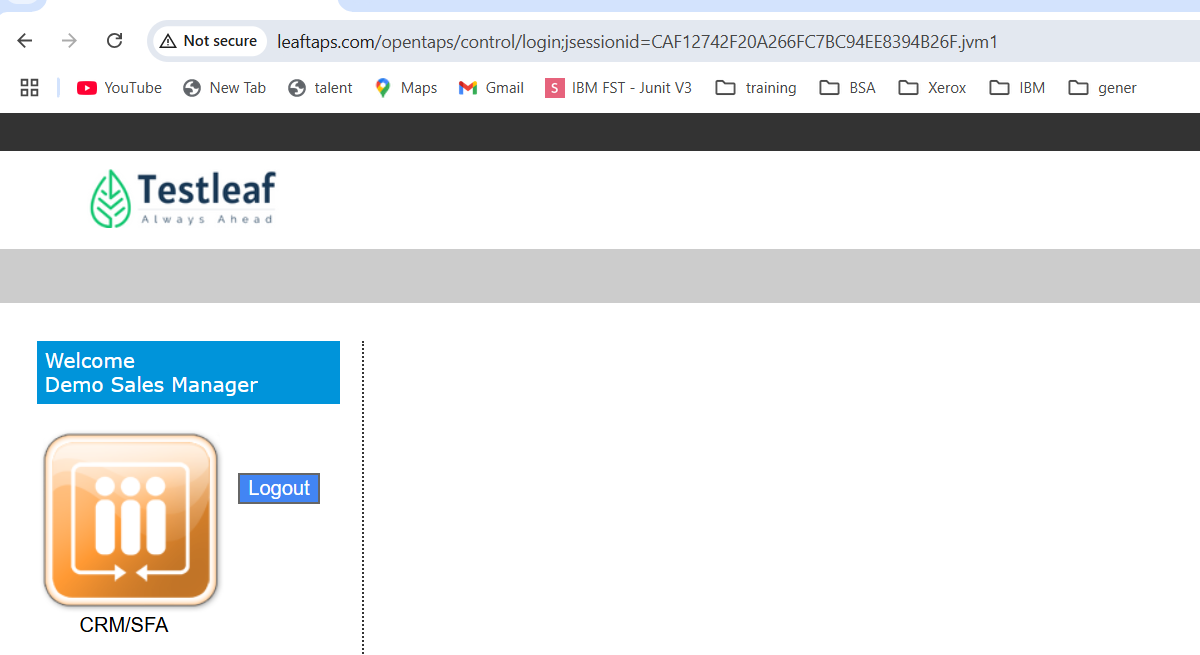 Not secure leaftaps.com/opentaps/control/login;jsessionid=CAF12742F20A266FC7BC94EE8394B26F.jvm1
YouTube New Tab talent Maps Gmail S IBM FST - Junit V3 training BSA Xerox IBM gener
Testleaf
Always Ahead
Welcome
Demo Sales Manager
Logout
CRM/SFA